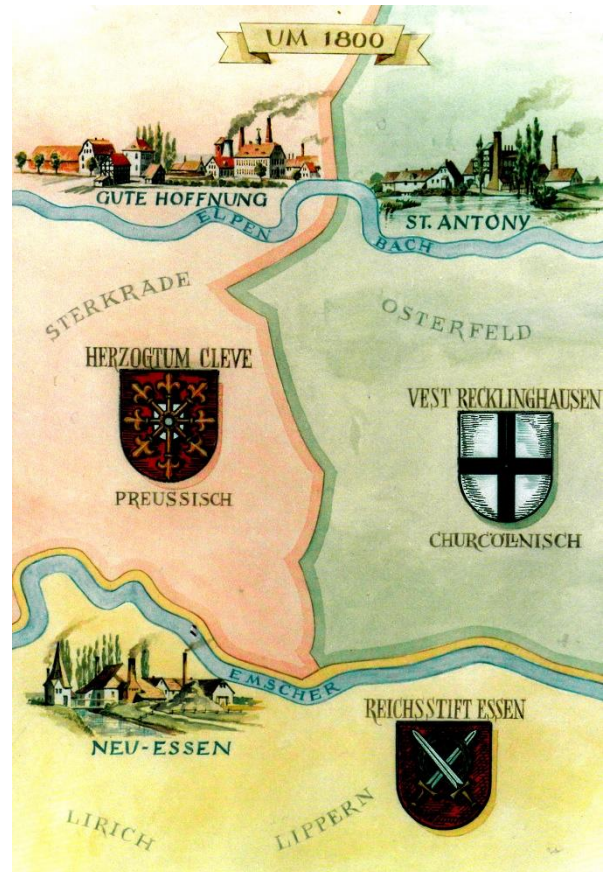 UM 1800
GUTE HOFFNUNG
ST. ANTONY
ELPEN
BACH
STERKRADE
OSTERFELD
HERZOGTUM CLEVE
VEST RECKLINGHAUSEN
PREUSSISCH
CHURCÖLLNISCH
EMSCHER
REICHSSTIFT ESSEN
NEU-ESSEN
LIRICH
LIPPERN